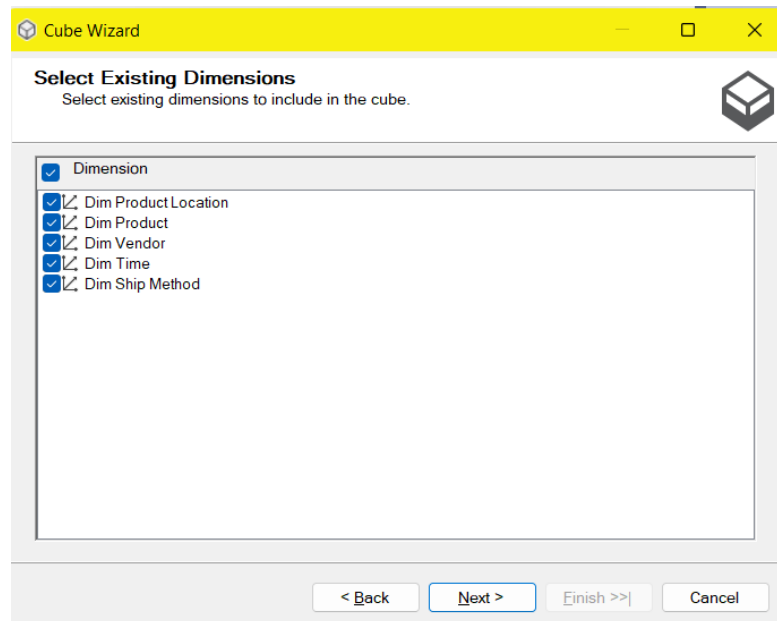 Cube Wizard
Select Existing Dimensions
Select existing dimensions to include in the cube.
Dimension
Dim Product Location
Dim Product
Dim Vendor
Dim Time
Dim Ship Method
< Back Next > Finish >>| Cancel